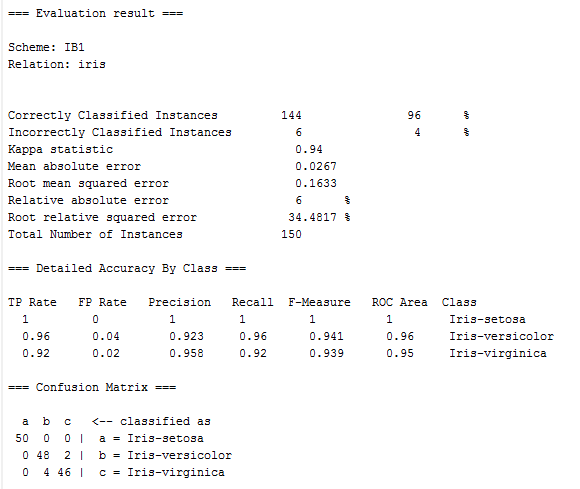 === Evaluation result ===
Scheme: IB1
Relation: iris
Correctly Classified Instances 144 96 %
Incorrectly Classified Instances 6 4 %
Kappa statistic 0.94
Mean absolute error 0.0267
Root mean squared error 0.1633
Relative absolute error 6 %
Root relative squared error 34.4817 %
Total Number of Instances 150
=== Detailed Accuracy By Class ===
TP Rate FP Rate Precision Recall F-Measure ROC Area Class
1 0 1 1 1 1 Iris-setosa
0.96 0.04 0.923 0.96 0.941 0.96 Iris-versicolor
0.92 0.02 0.958 0.92 0.939 0.95 Iris-virginica
=== Confusion Matrix ===
a b c <-- classified as
50 0 0 | a = Iris-setosa
0 48 2 | b = Iris-versicolor
0 4 46 | c = Iris-virginica